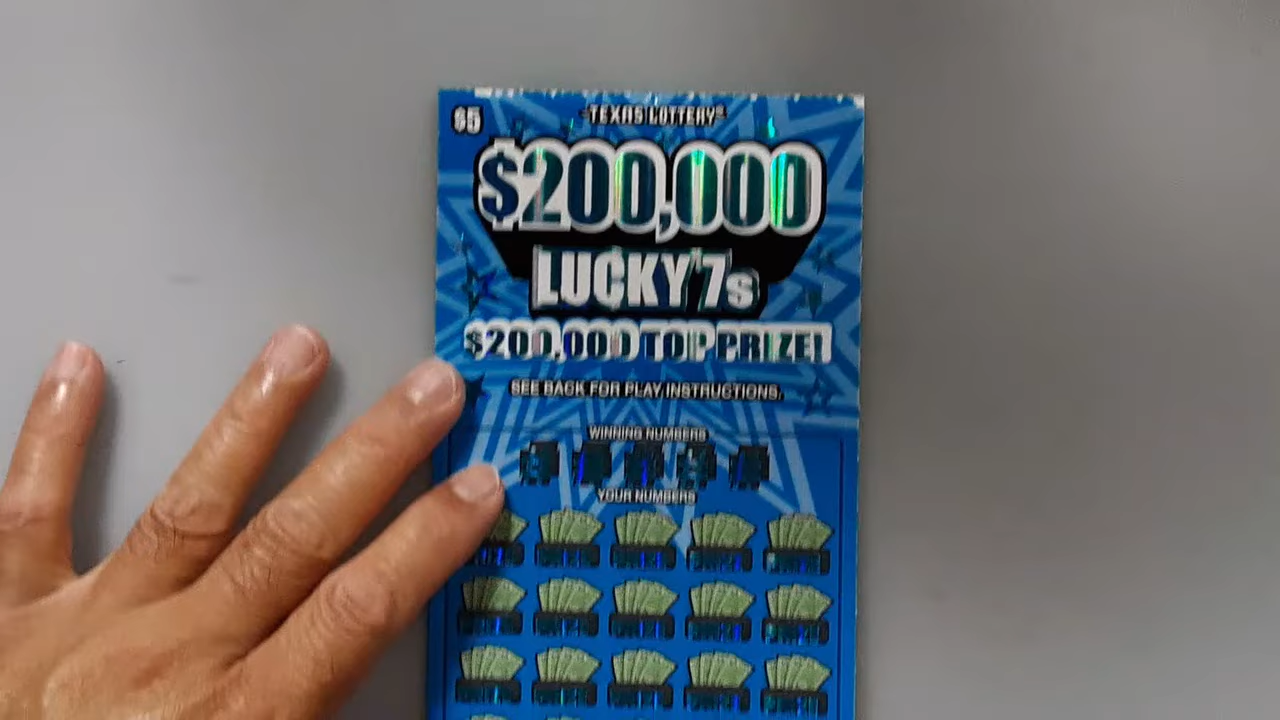 $5
TEXAS LOTTERY®
$200,000
LUCKY 7s
$200,000 TOP PRIZE!
SEE BACK FOR PLAY INSTRUCTIONS.
WINNING NUMBERS
YOUR NUMBERS